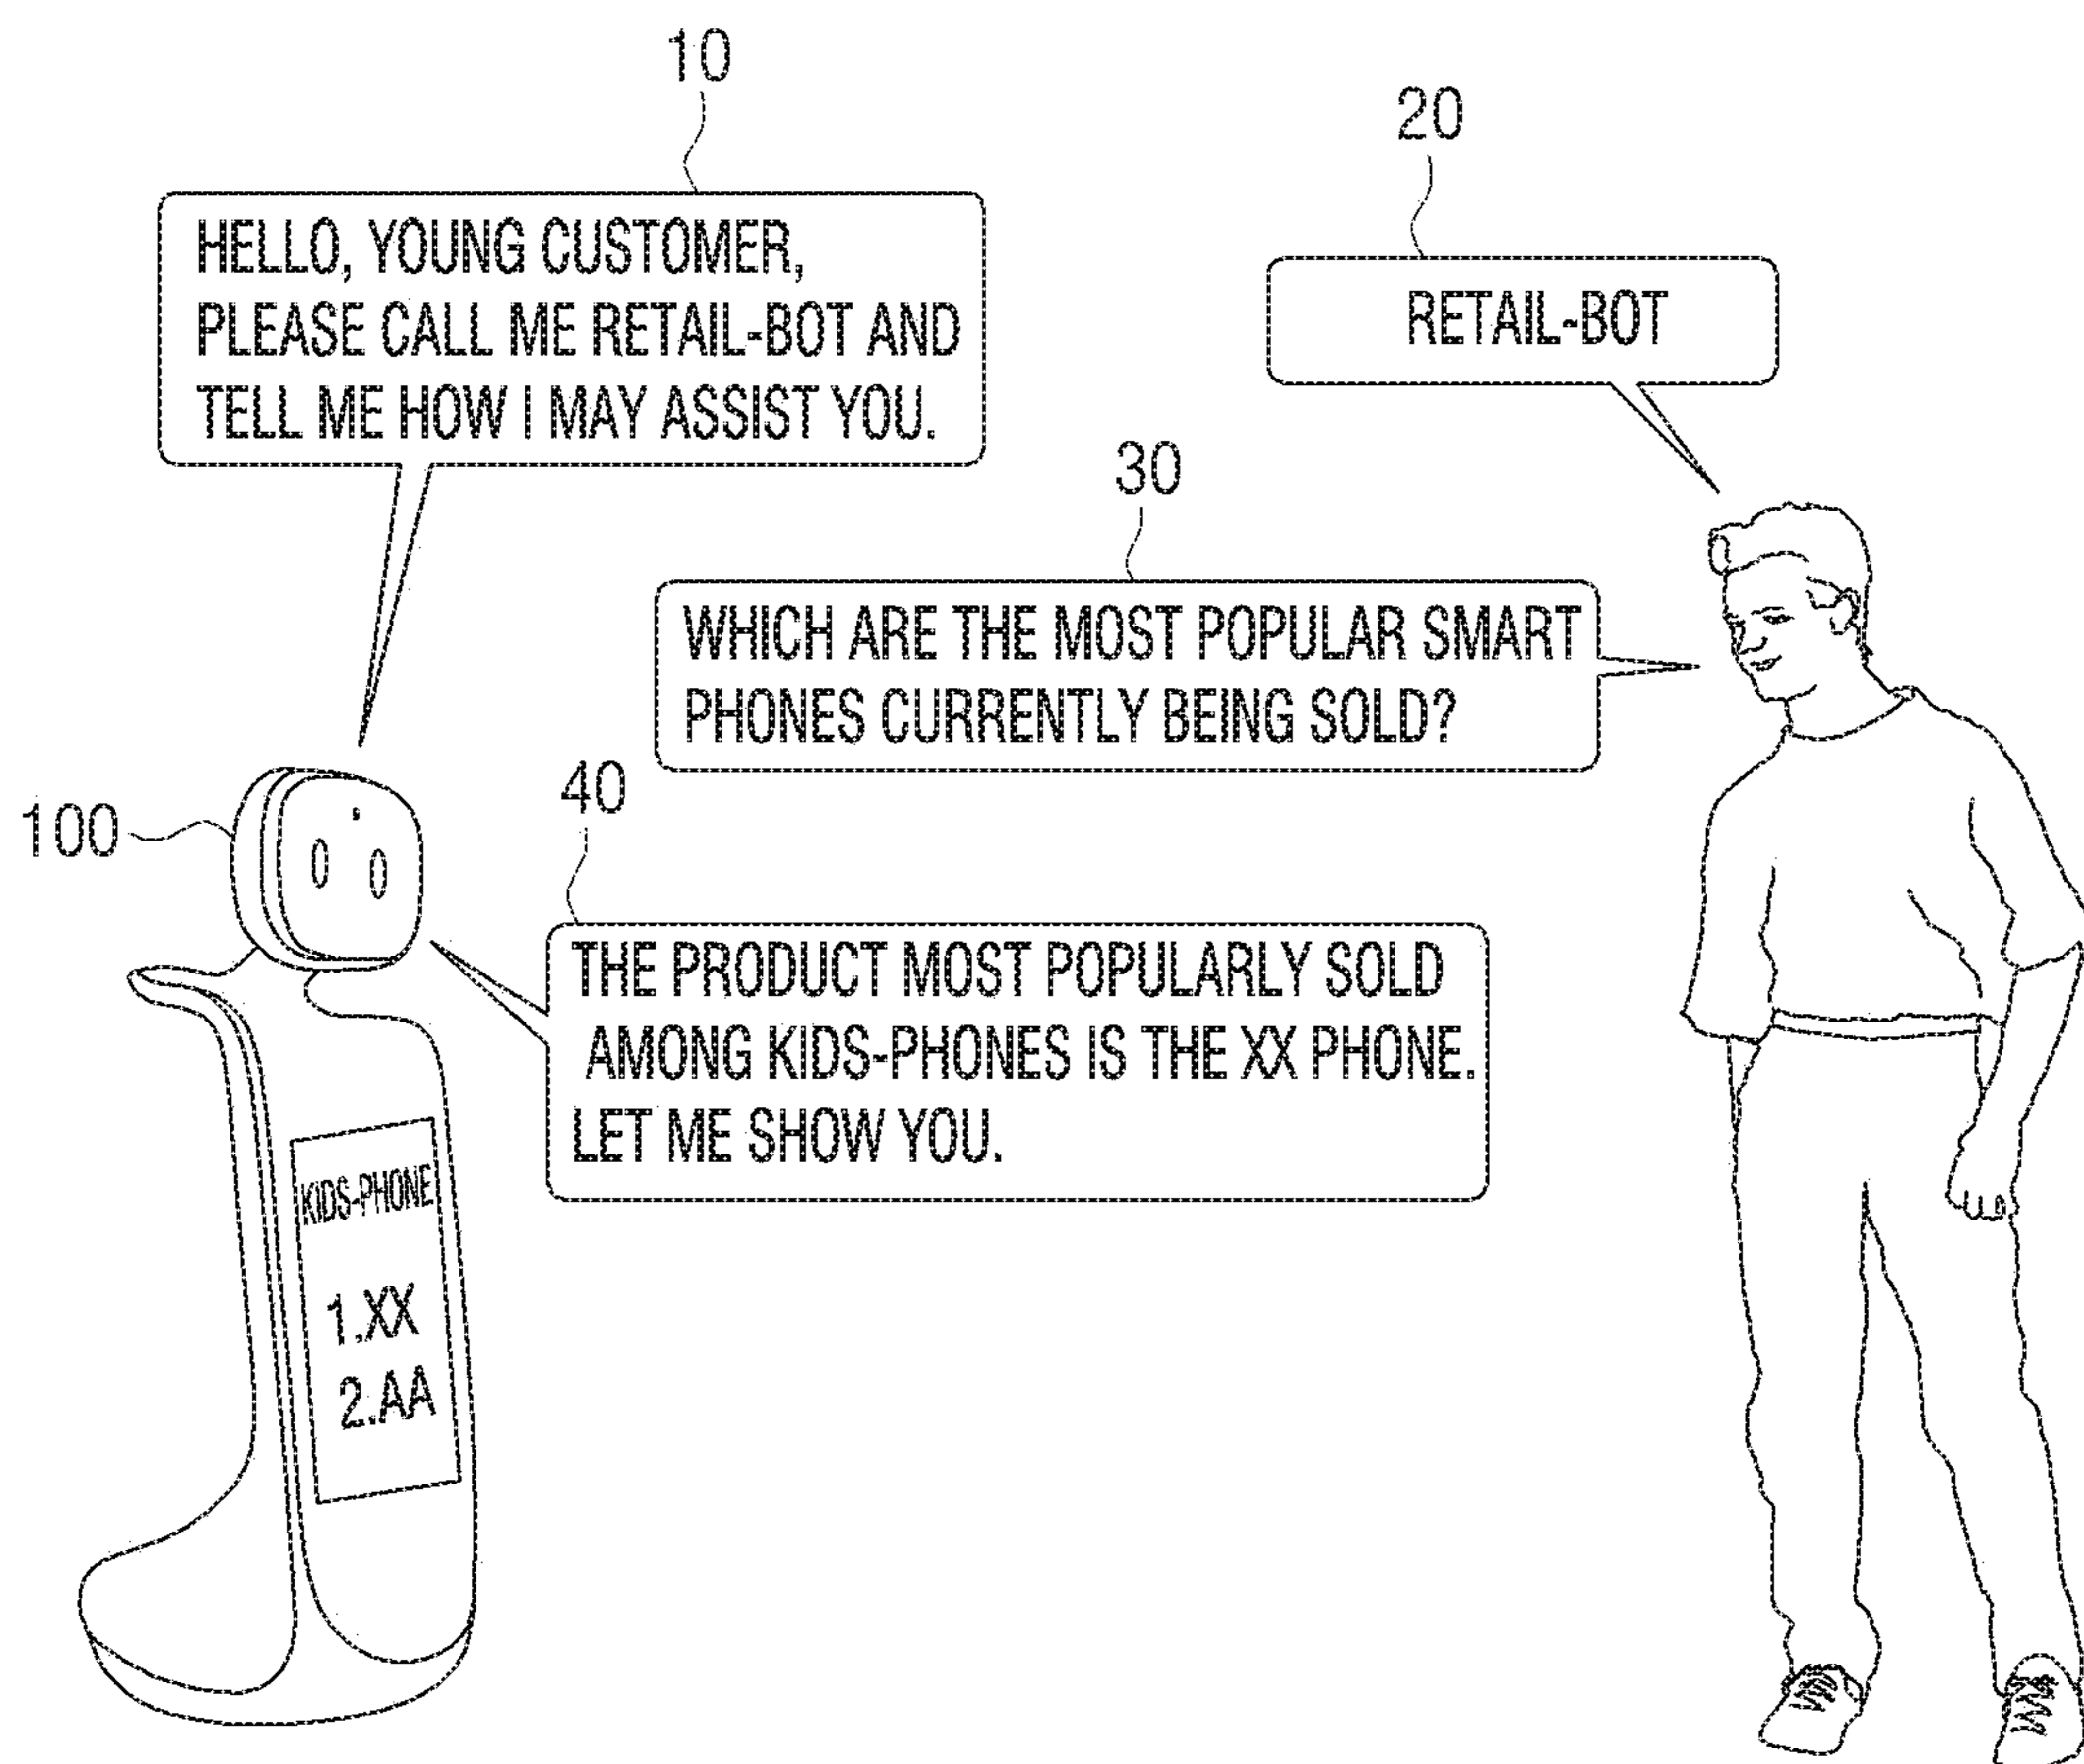 10
HELLO, YOUNG CUSTOMER,
PLEASE CALL ME RETAIL-BOT AND
TELL ME HOW I MAY ASSIST YOU.
20
RETAIL-BOT
30
WHICH ARE THE MOST POPULAR SMART
PHONES CURRENTLY BEING SOLD?
100
40
THE PRODUCT MOST POPULARLY SOLD
AMONG KIDS-PHONES IS THE XX PHONE.
LET ME SHOW YOU.
KIDS-PHONE
1.XX
2.AA